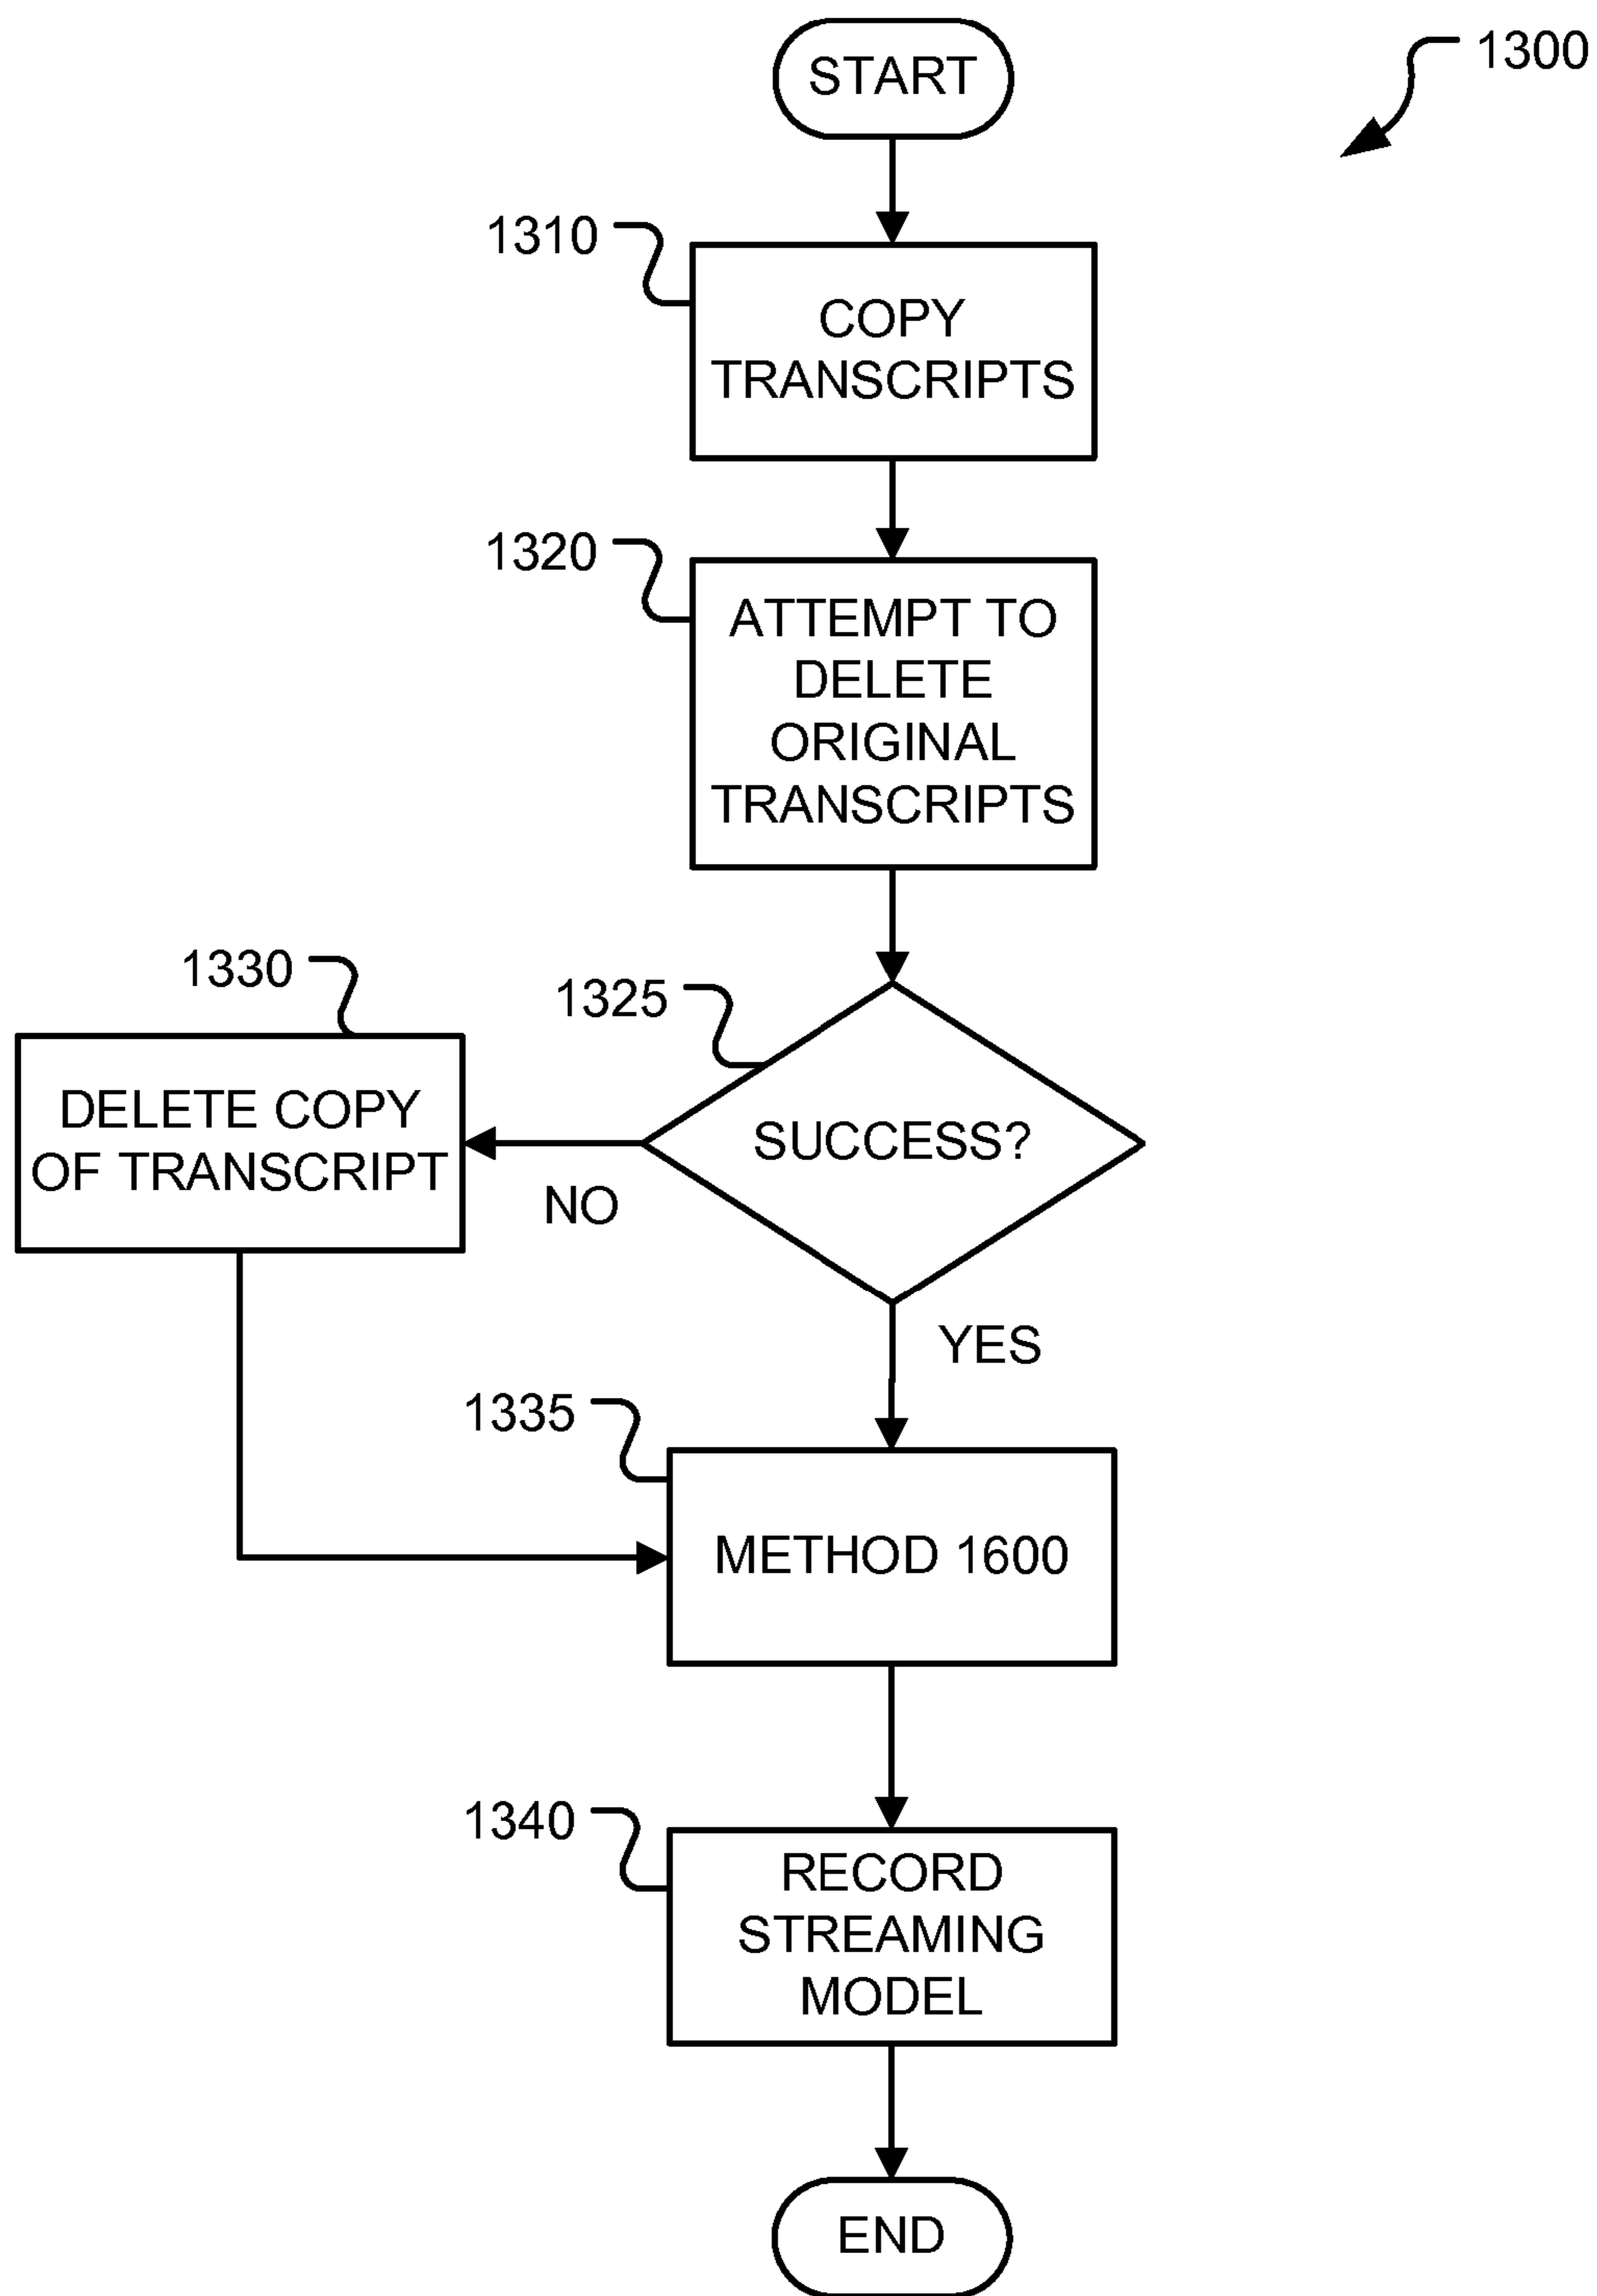 START
1300
1310
COPY
TRANSCRIPTS
1320
ATTEMPT TO
DELETE
ORIGINAL
TRANSCRIPTS
1330
1325
DELETE COPY
OF TRANSCRIPT
SUCCESS?
NO
YES
1335
METHOD 1600
1340
RECORD
STREAMING
MODEL
END